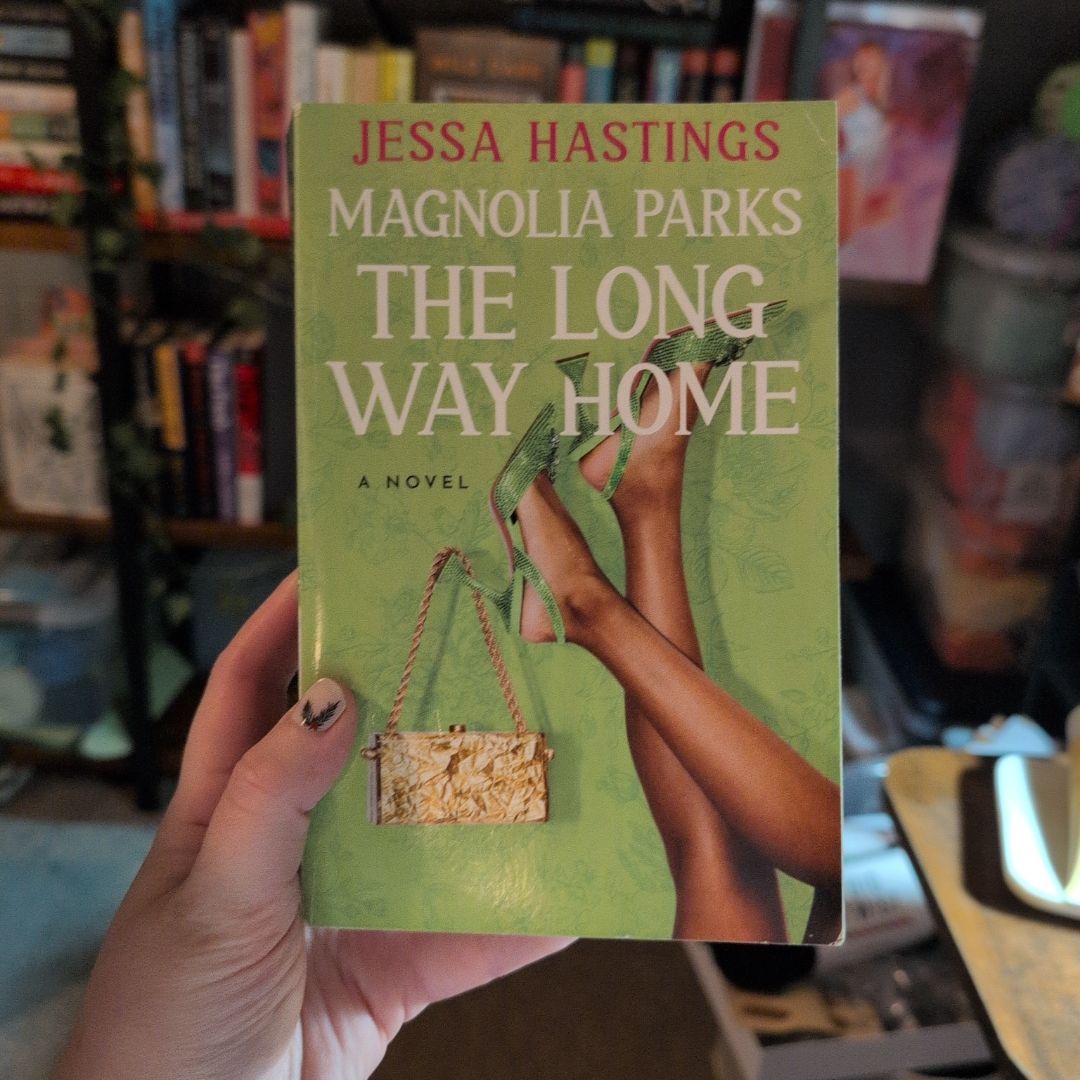 JESSA HASTINGS
MAGNOLIA PARKS
THE LONG
WAY HOME
A NOVEL